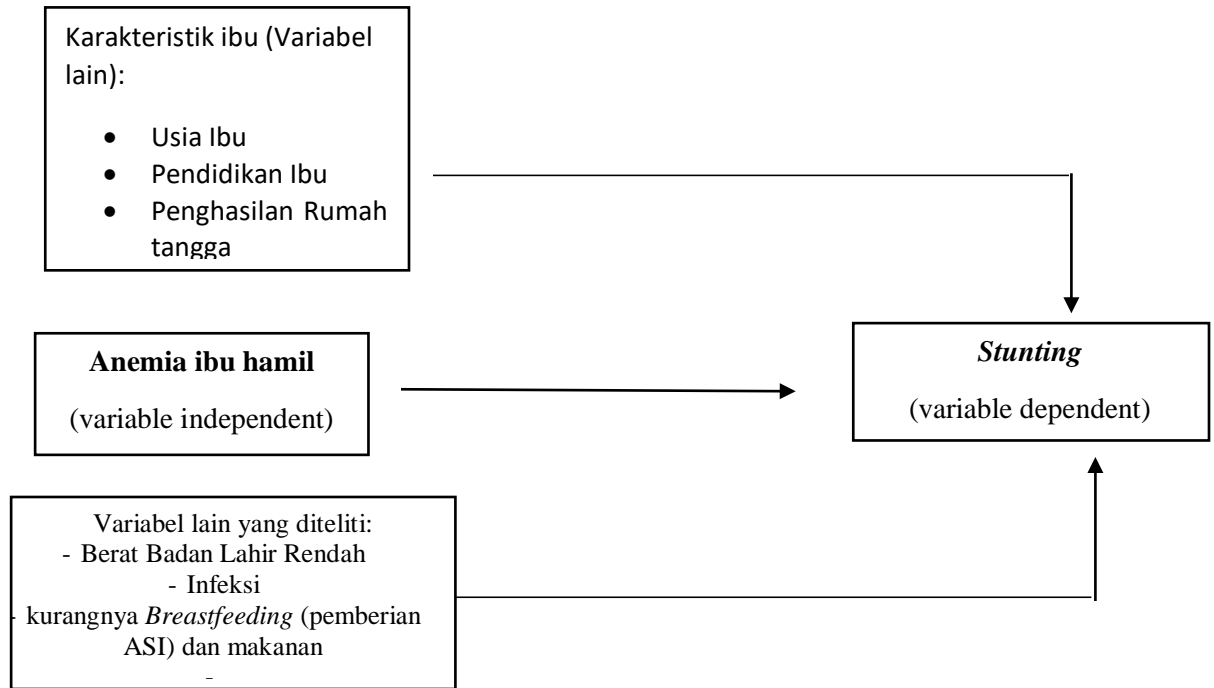 Karakteristik ibu (Variabel
lain):
• Usia Ibu
• Pendidikan Ibu
• Penghasilan Rumah
tangga
Anemia ibu hamil
(variable independent)
Stunting
(variable dependent)
Variabel lain yang diteliti:
- Berat Badan Lahir Rendah
- Infeksi
- kurangnya Breastfeeding (pemberian
ASI) dan makanan
-